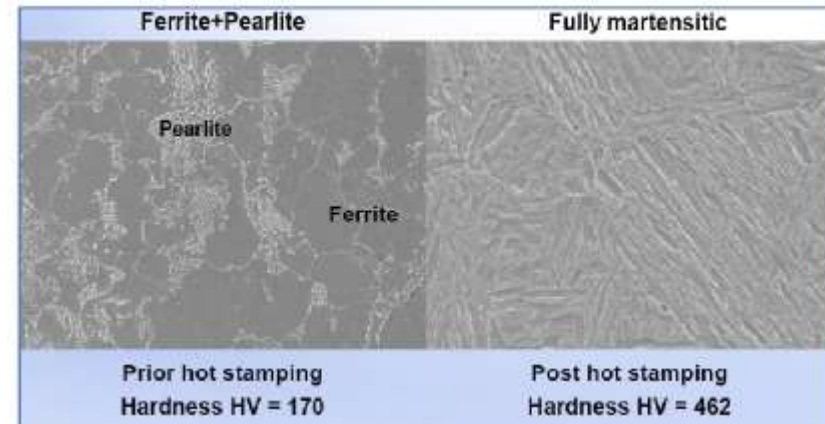 Ferrite+Pearlite
Fully martensitic
Pearlite
Ferrite
Prior hot stamping
Hardness HV = 170
Post hot stamping
Hardness HV = 462